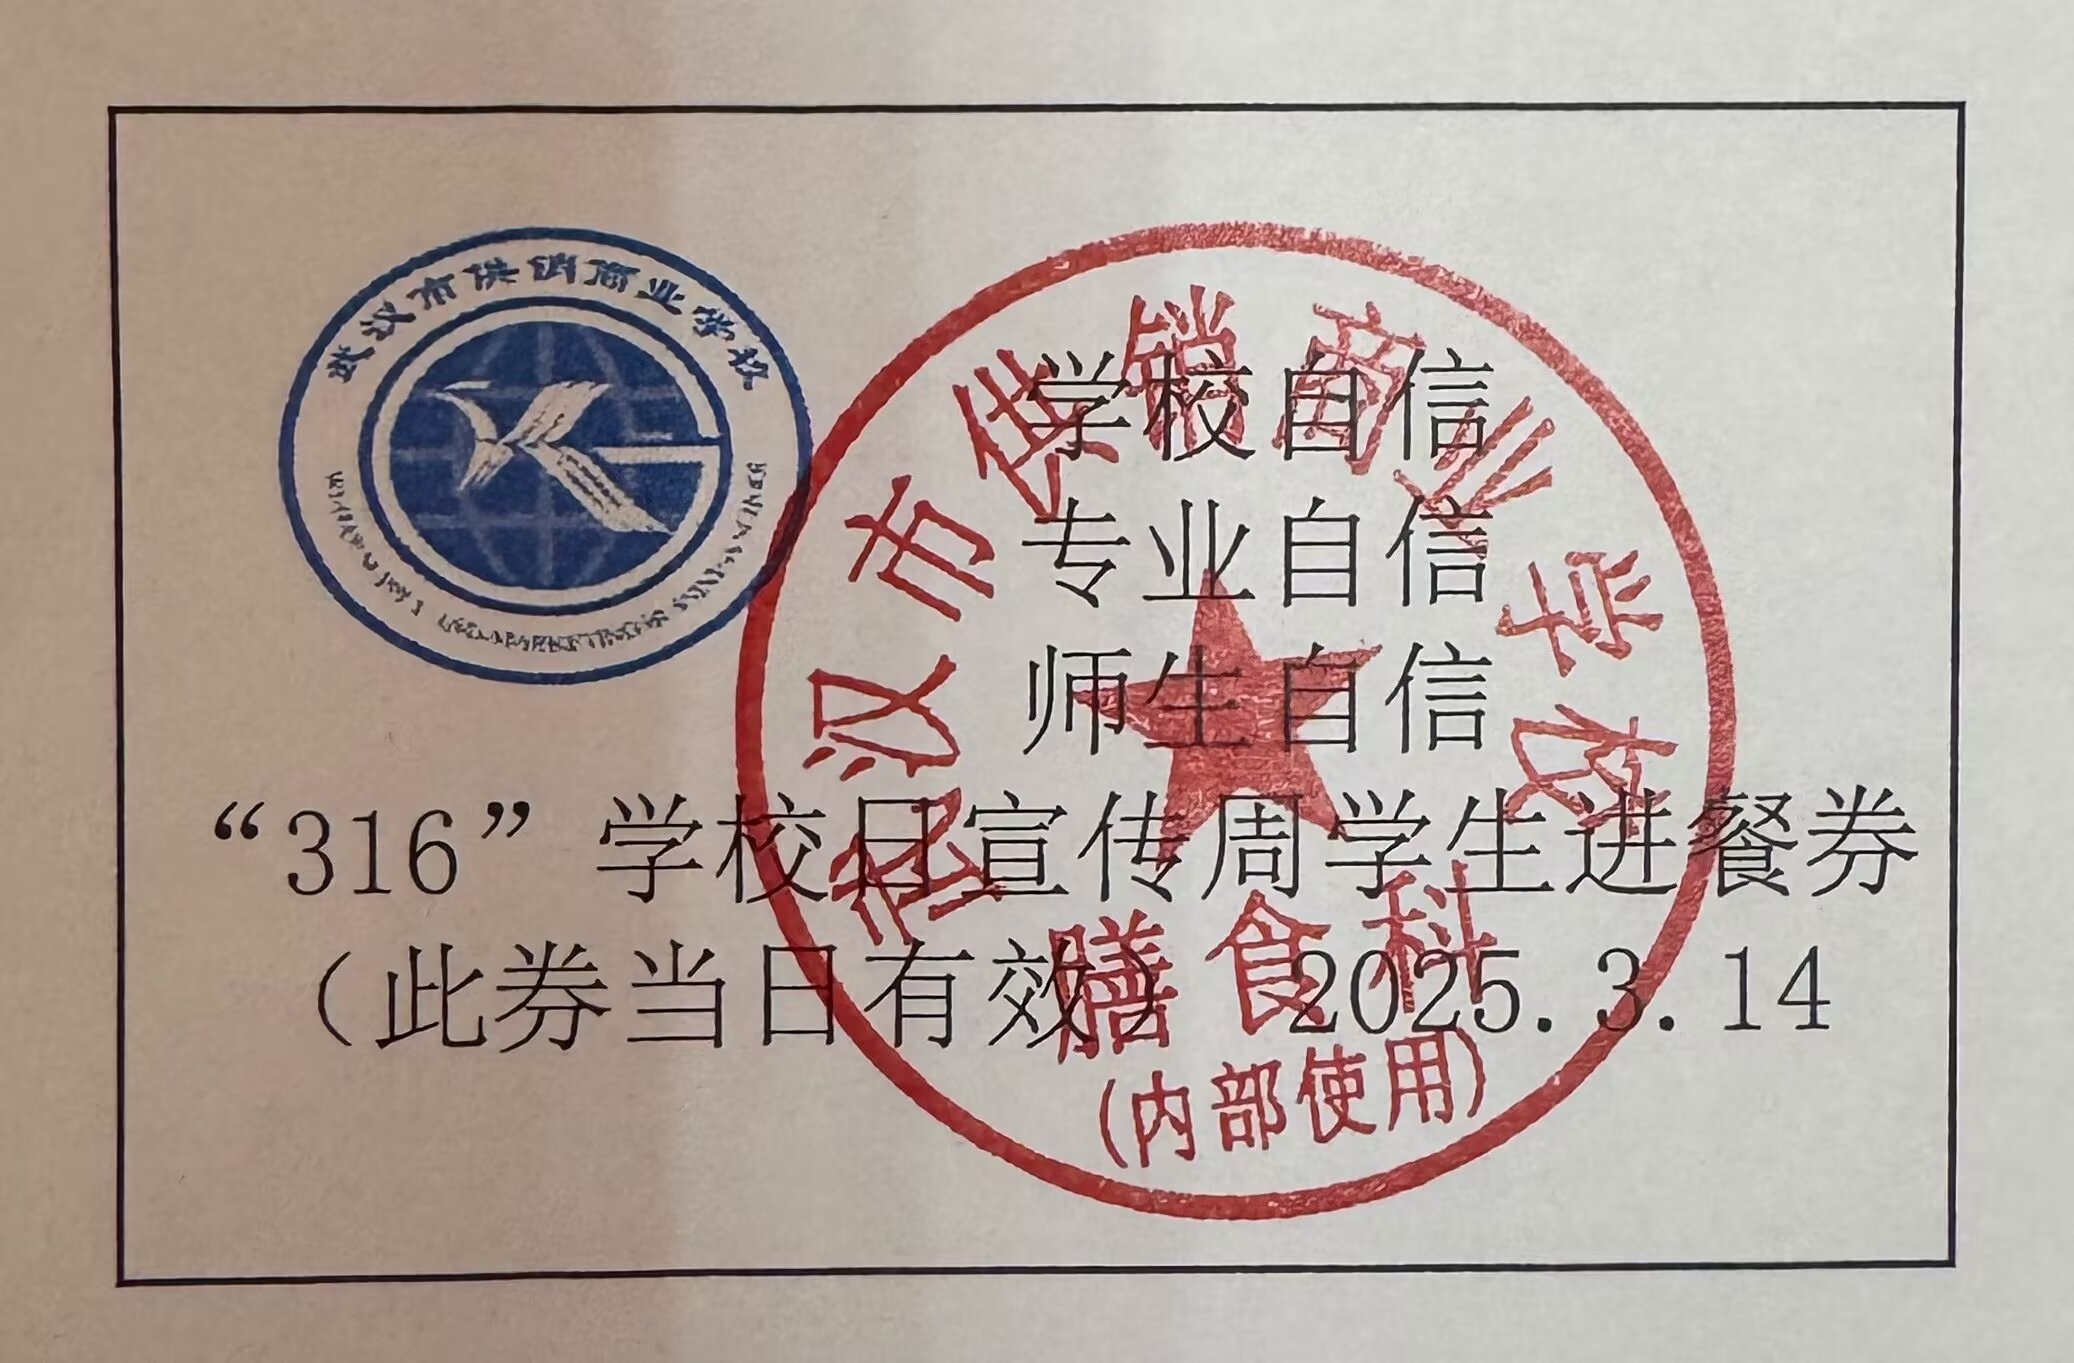 武汉市供销商业学校
学校自信
专业自信
师生自信
“316”学校日宣传周学生进餐券
（此券当日有效） 2025.3.14
武汉市供销商业学校
膳食科
(内部使用)